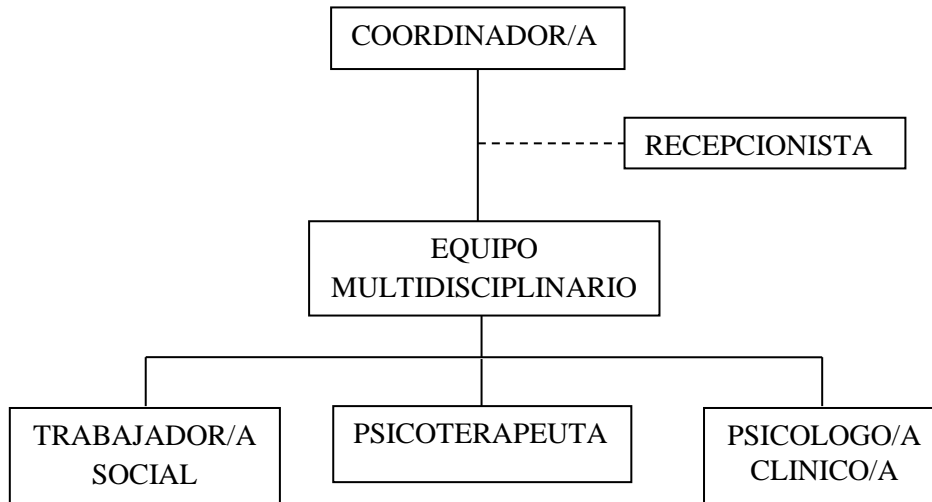 COORDINADOR/A
RECEPCIONISTA
EQUIPO
MULTIDISCIPLINARIO
TRABAJADOR/A
SOCIAL
PSICOTERAPEUTA
PSICOLOGO/A
CLINICO/A